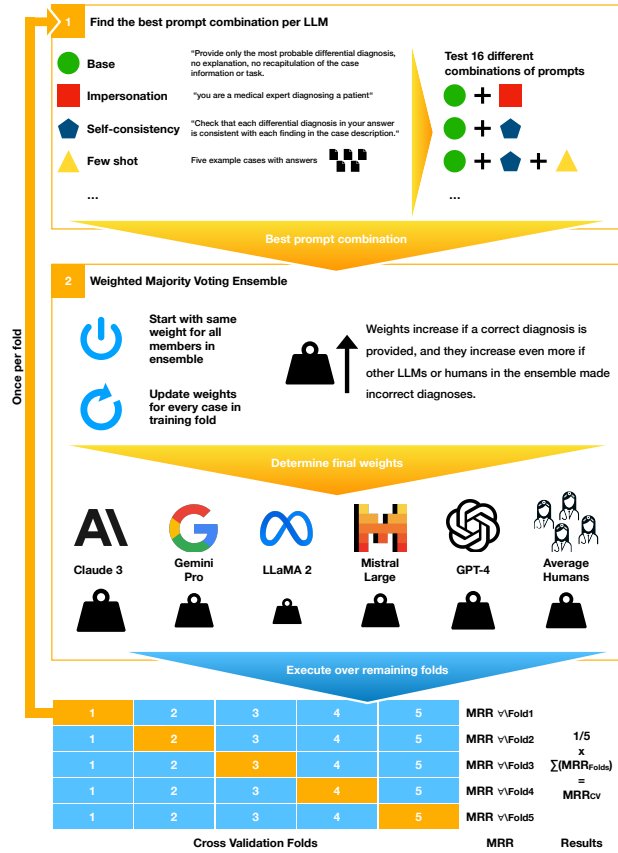 1 Find the best prompt combination per LLM
Base
"Provide only the most probable differential diagnosis,
no explanation, no recapitulation of the case
information or task.
Impersonation
"you are a medical expert diagnosing a patient"
Self-consistency
"Check that each differential diagnosis in your answer
is consistent with each finding in the case description."
Few shot
Five example cases with answers
...
Test 16 different
combinations of prompts
+
+
+ +
...
Best prompt combination
2 Weighted Majority Voting Ensemble
Start with same
weight for all
members in
ensemble
Update weights
for every case in
training fold
Weights increase if a correct diagnosis is
provided, and they increase even more if
other LLMs or humans in the ensemble made
incorrect diagnoses.
Determine final weights
Claude 3
Gemini
Pro
LLaMA 2
Mistral
Large
GPT-4
Average
Humans
Execute over remaining folds
Once per fold
1 2 3 4 5 MRR ∀\Fold1
1 2 3 4 5 MRR ∀\Fold2
1 2 3 4 5 MRR ∀\Fold3
1 2 3 4 5 MRR ∀\Fold4
1 2 3 4 5 MRR ∀\Fold5
1/5
x
∑(MRRFolds)
=
MRRCV
Cross Validation Folds MRR Results